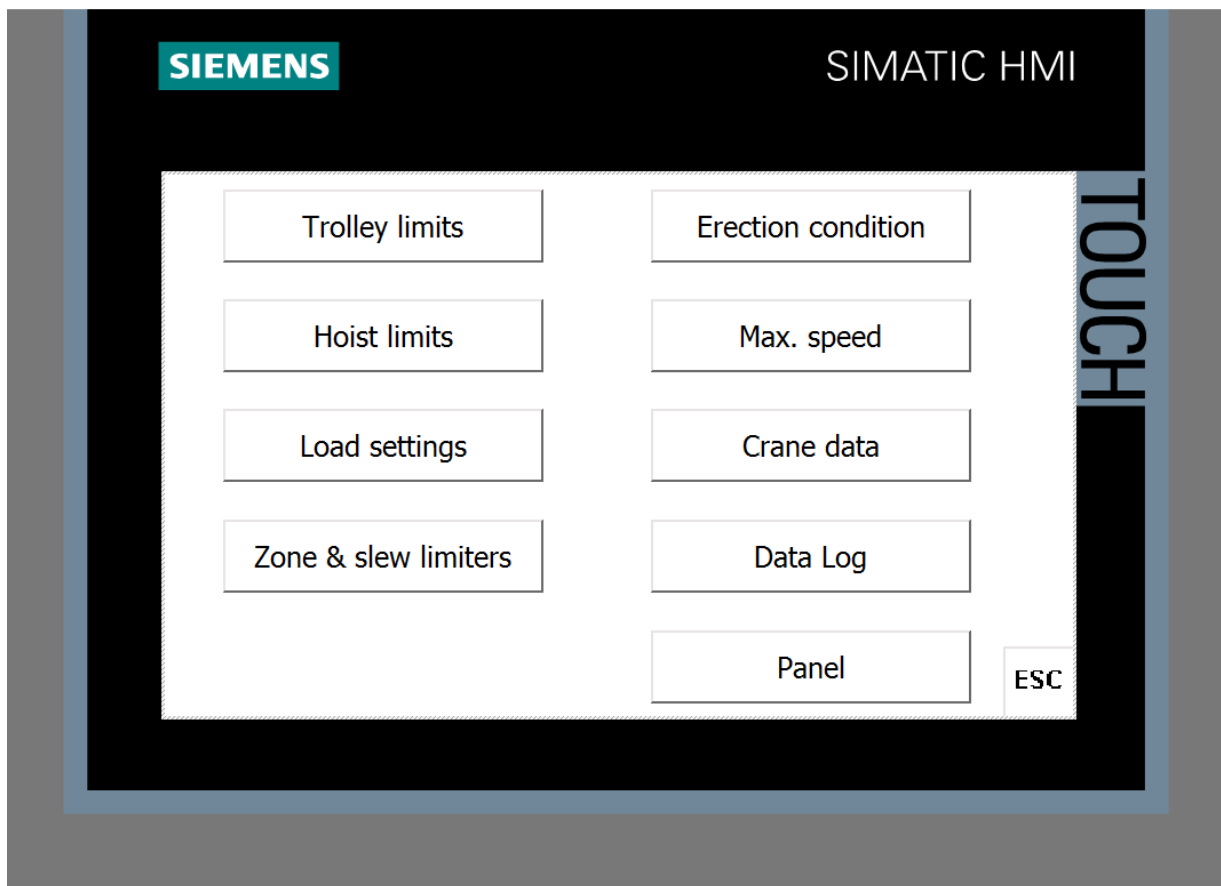 SIEMENS
SIMATIC HMI
TOUCH
Trolley limits
Erection condition
Hoist limits
Max. speed
Load settings
Crane data
Zone & slew limiters
Data Log
Panel
ESC